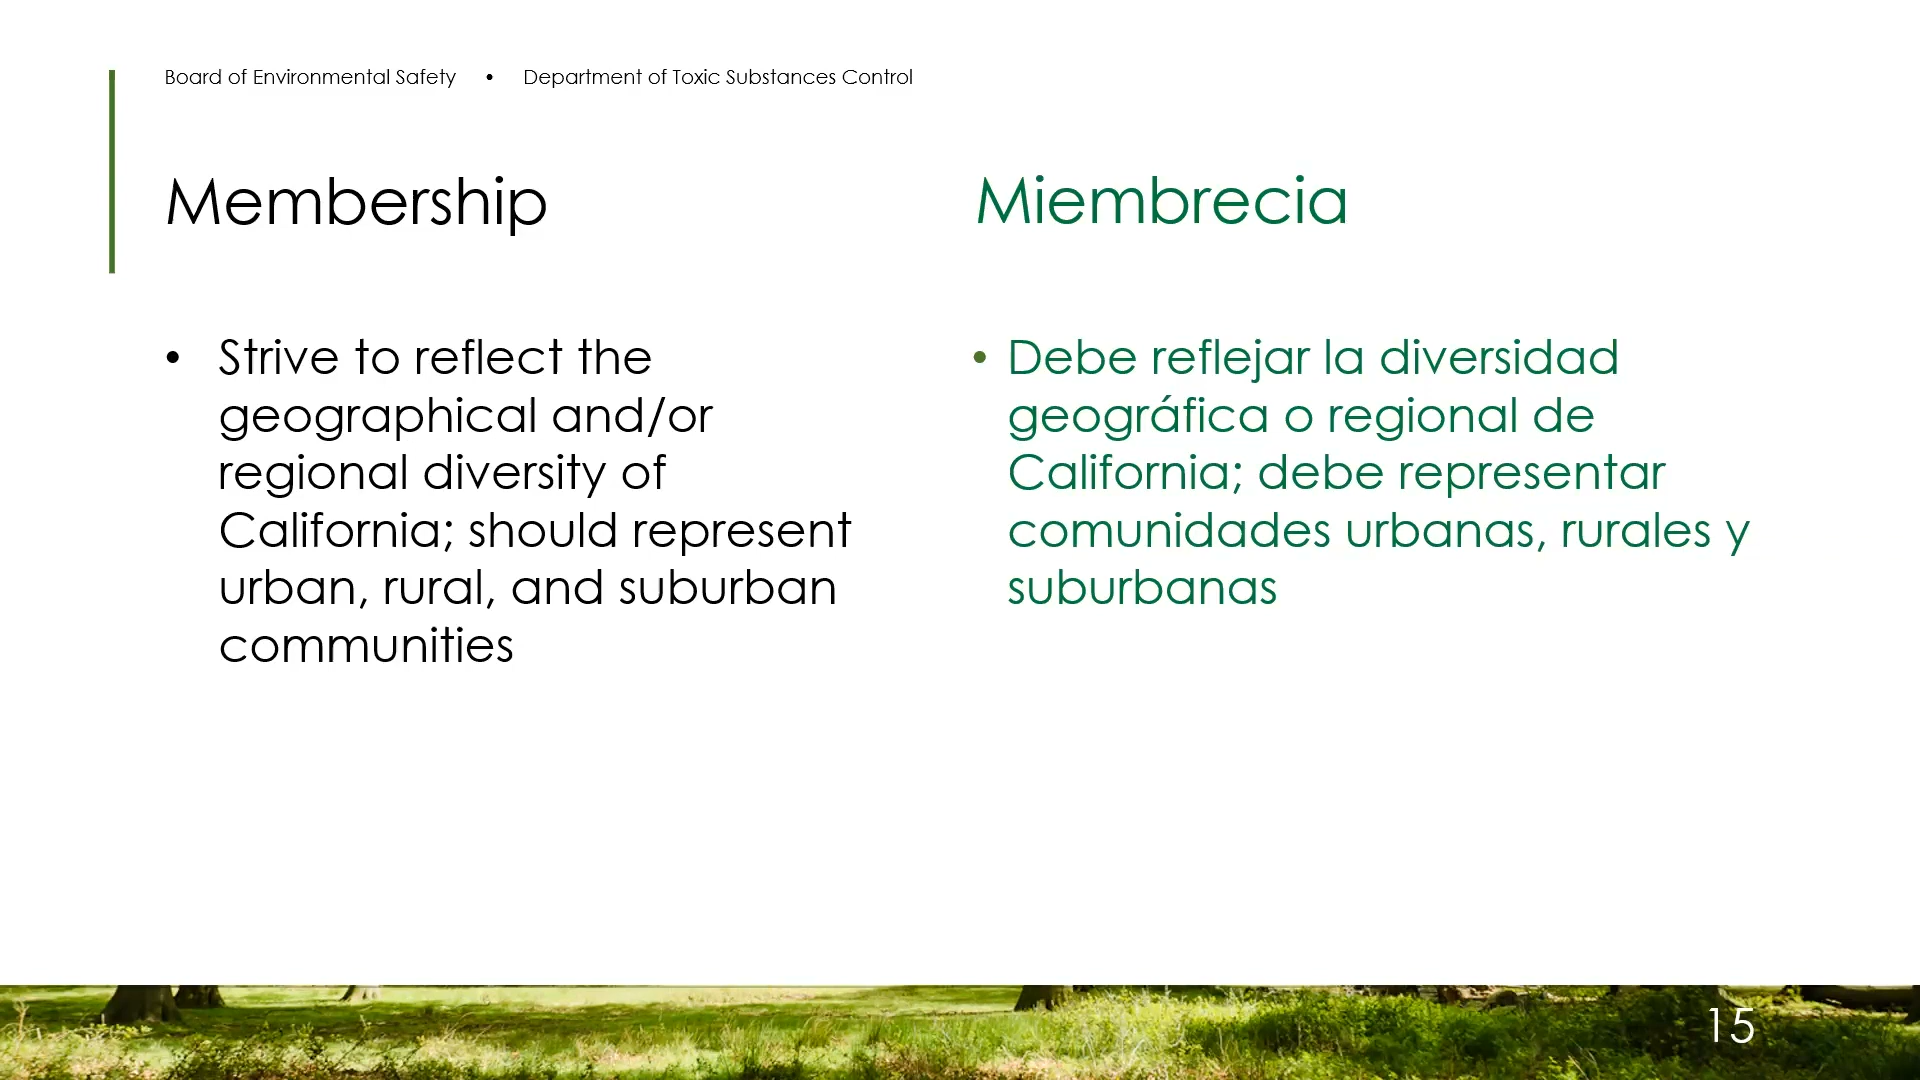 Board of Environmental Safety • Department of Toxic Substances Control
Membership
• Strive to reflect the
geographical and/or
regional diversity of
California; should represent
urban, rural, and suburban
communities
Miembrecia
• Debe reflejar la diversidad
geográfica o regional de
California; debe representar
comunidades urbanas, rurales y
suburbanas
15